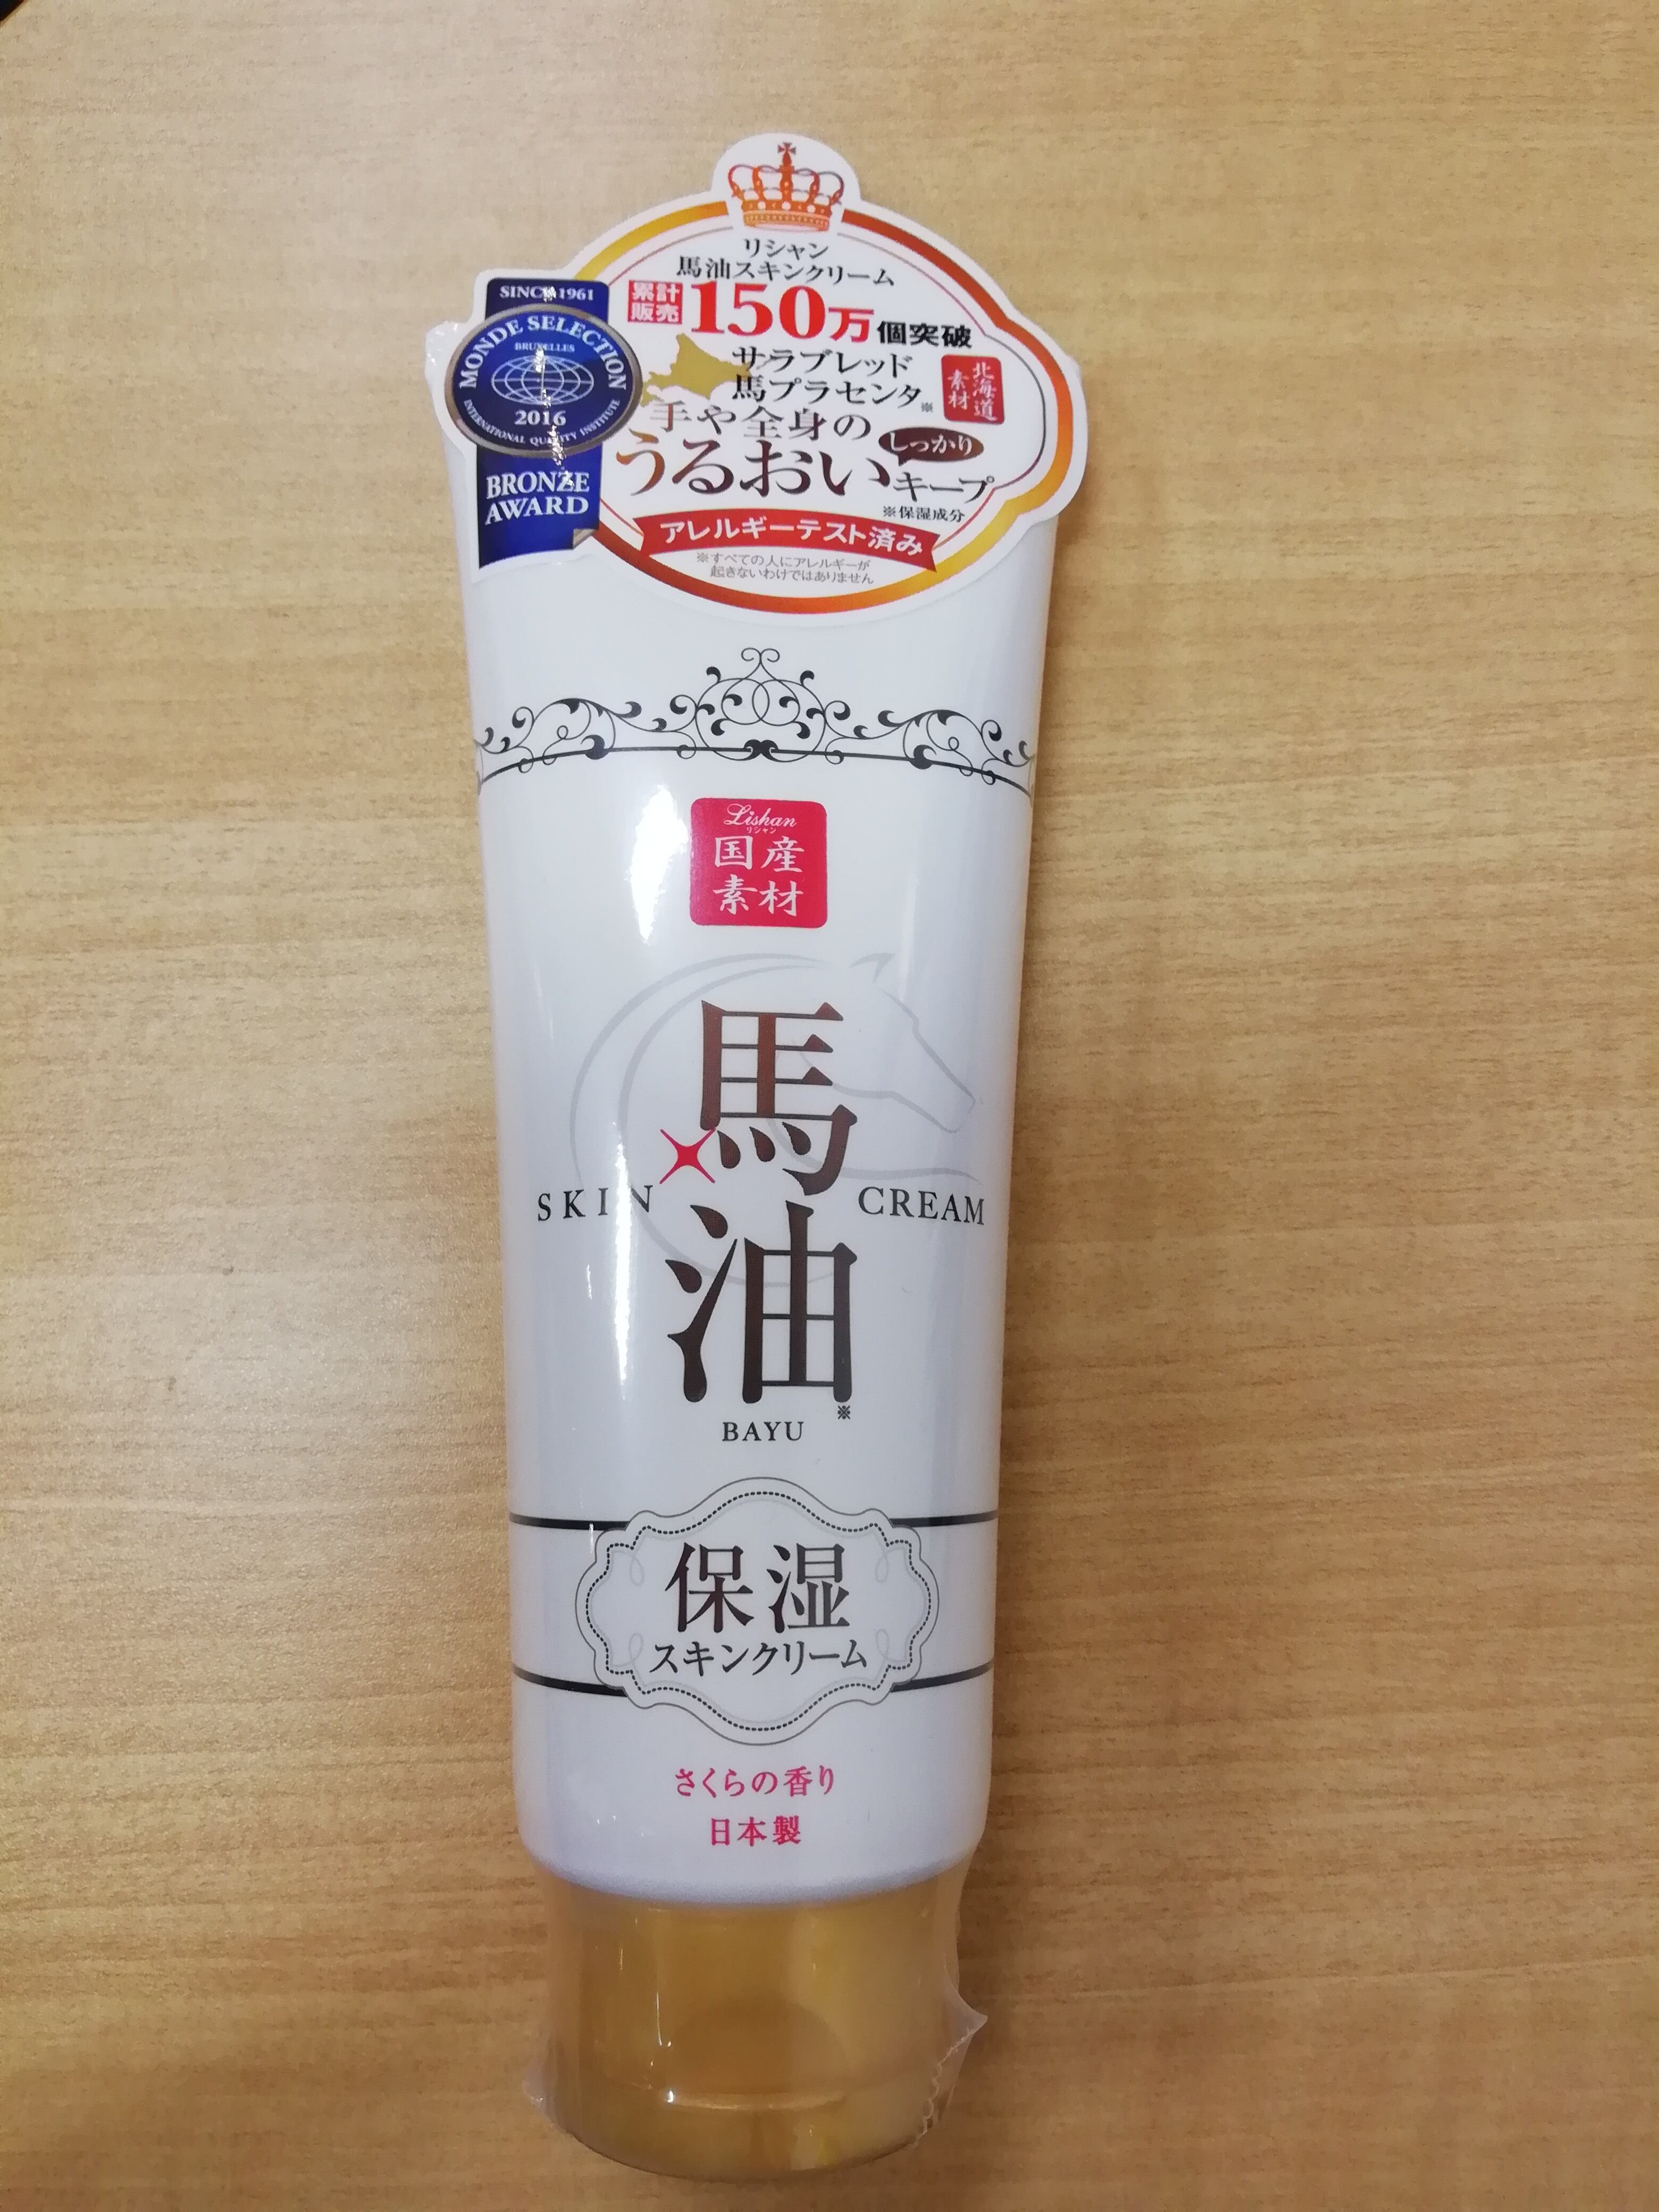 リシャン
馬油スキンクリーム
累計
販売
150万個突破
SINCE 1961
MONDE SELECTION
BRUXELLES
2016
INTERNATIONAL QUALITY INSTITUTE
BRONZE
AWARD
サラブレッド
馬プラセンタ※
北海道
素材
手や全身の
うるおい
しっかり
キープ
※保湿成分
アレルギーテスト済み
※すべての人にアレルギーが
起きないわけではありません
Lishan
リシャン
国産
素材
馬油※
SKIN CREAM
BAYU
保湿
スキンクリーム
さくらの香り
日本製